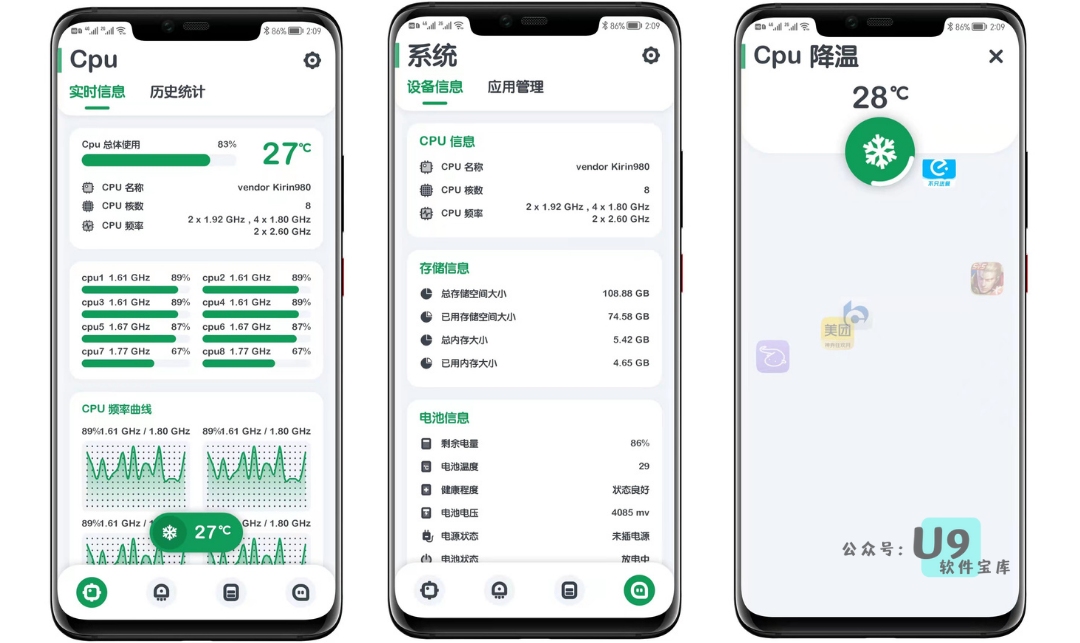 86% 2:09
Cpu
实时信息 历史统计
Cpu 总体使用 83%
27℃
CPU 名称 vendor Kirin980
CPU 核数 8
CPU 频率 2 x 1.92 GHz , 4 x 1.80 GHz
2 x 2.60 GHz
cpu1 1.61 GHz 89% cpu2 1.61 GHz 89%
cpu3 1.61 GHz 89% cpu4 1.61 GHz 89%
cpu5 1.67 GHz 87% cpu6 1.67 GHz 87%
cpu7 1.77 GHz 67% cpu8 1.77 GHz 67%
CPU 频率曲线
89%1.61 GHz / 1.80 GHz 89%1.61 GHz / 1.80 GHz
89%1.61 GHz / 1 GHz / 1.80 GHz
27℃
86% 2:09
系统
设备信息 应用管理
CPU 信息
CPU 名称 vendor Kirin980
CPU 核数 8
CPU 频率 2 x 1.92 GHz , 4 x 1.80 GHz
2 x 2.60 GHz
存储信息
总存储空间大小 108.88 GB
已用存储空间大小 74.58 GB
总内存大小 5.42 GB
已用内存大小 4.65 GB
电池信息
剩余电量 86%
电池温度 29
健康程度 状态良好
电池电压 4085 mv
电源状态 未插电源
电池状态 放电中
86% 2:09
Cpu 降温
28℃
美团
公众号: U9
软件宝库